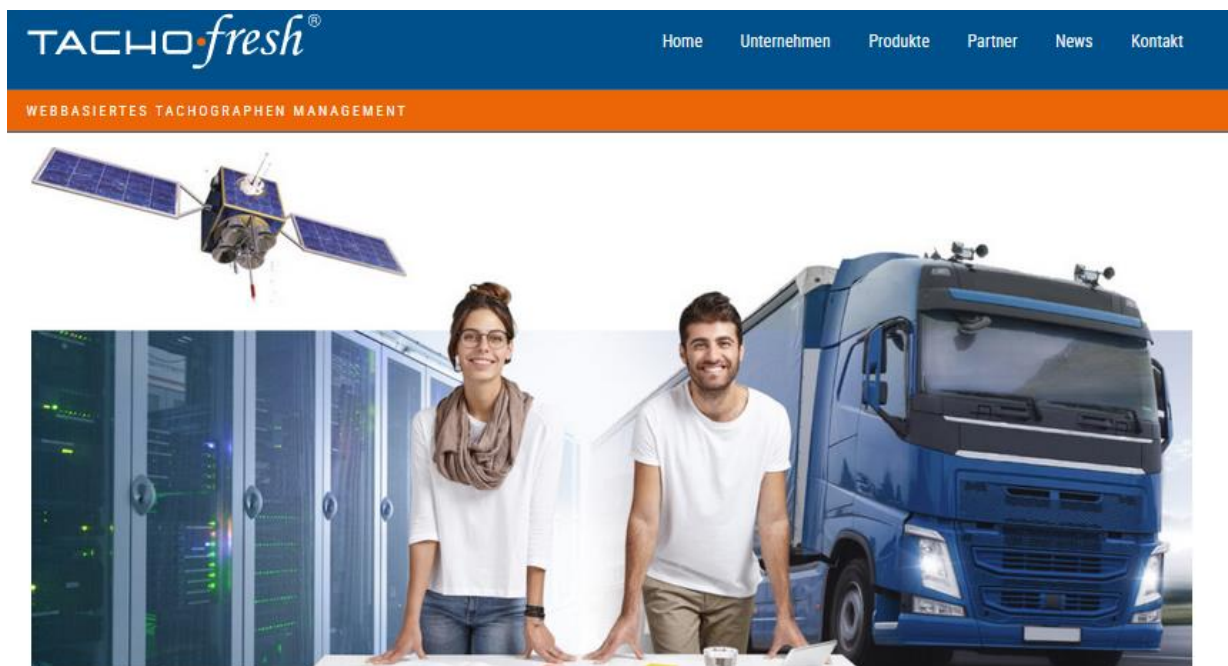 TACHO·fresh®
Home Unternehmen Produkte Partner News Kontakt
WEBBASIERTES TACHOGRAPHEN MANAGEMENT